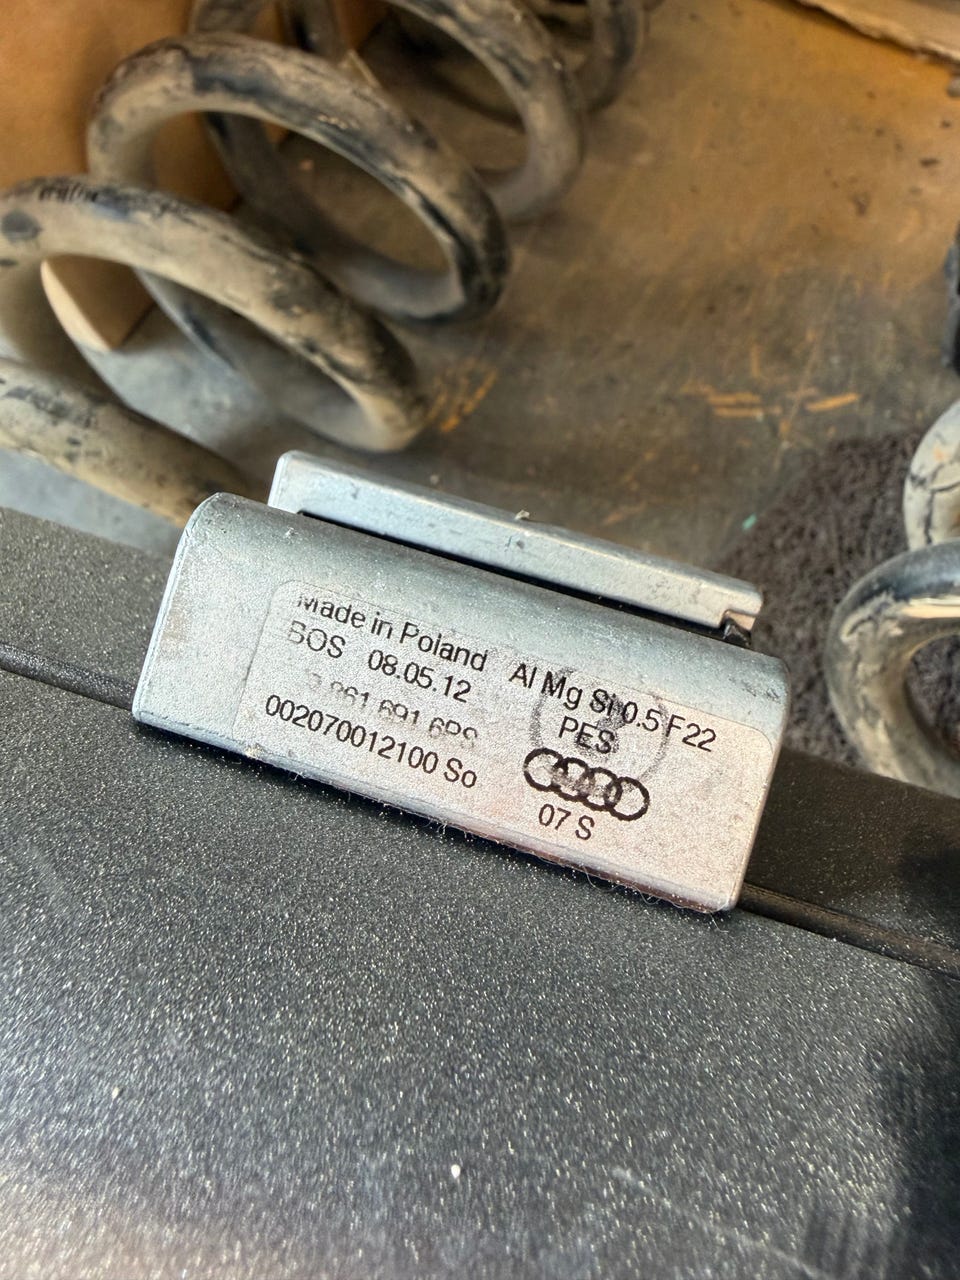 Made in Poland
BOS 08.05.12
861 691 6PS
002070012100 So
Al Mg Si 0.5 F22
PES
07 S